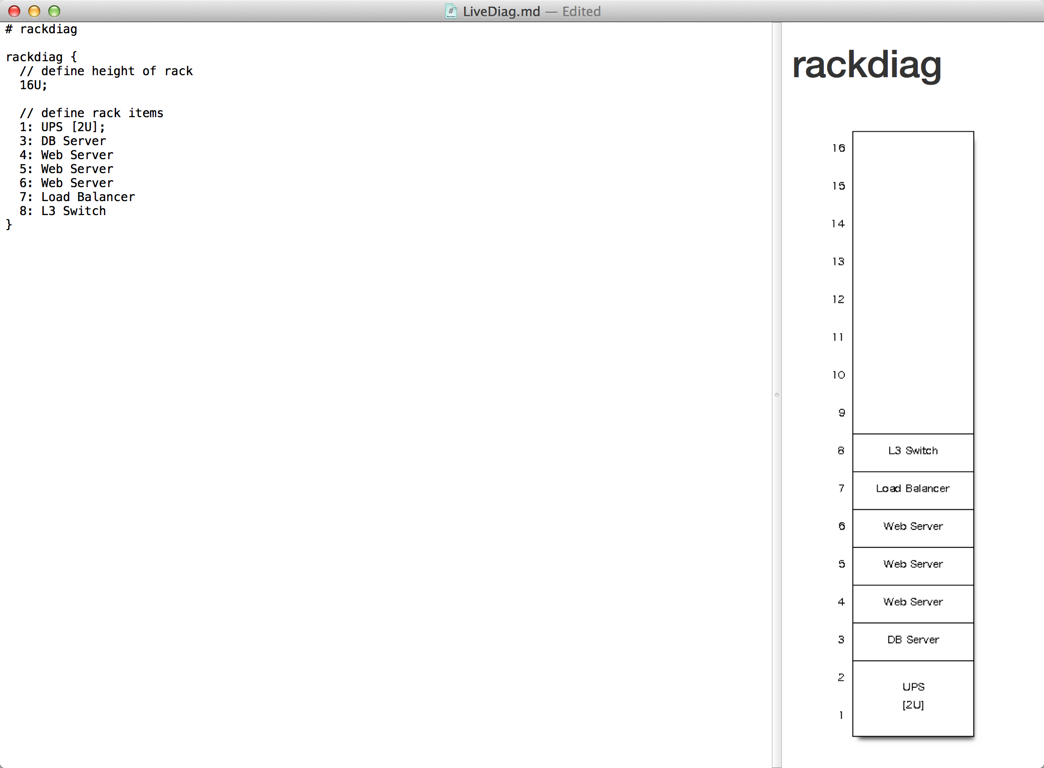 LiveDiag.md — Edited
# rackdiag
rackdiag {
// define height of rack
16U;
// define rack items
1: UPS [2U];
3: DB Server
4: Web Server
5: Web Server
6: Web Server
7: Load Balancer
8: L3 Switch
}
rackdiag
16
15
14
13
12
11
10
9
8 L3 Switch
7 Load Balancer
6 Web Server
5 Web Server
4 Web Server
3 DB Server
2
UPS
[2U]
1